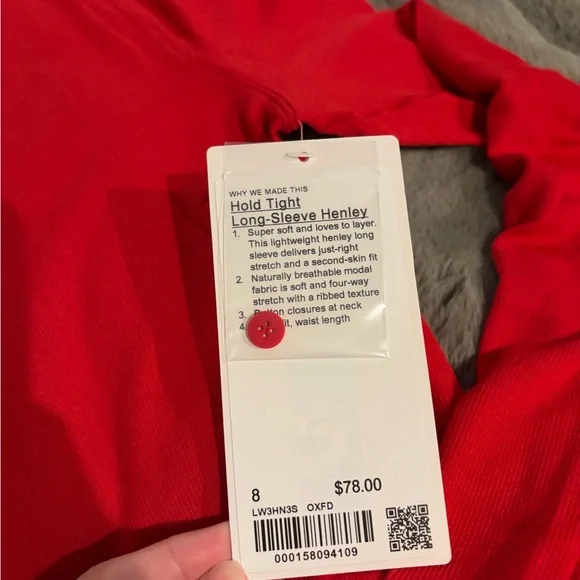 WHY WE MADE THIS
Hold Tight
Long-Sleeve Henley
1. Super soft and loves to layer.
This lightweight henley long
sleeve delivers just-right
stretch and a second-skin fit
2. Naturally breathable modal
fabric is soft and four-way
stretch with a ribbed texture
3. closures at neck
4. waist length
8 $78.00
LW3HN3S OXFD
000158094109